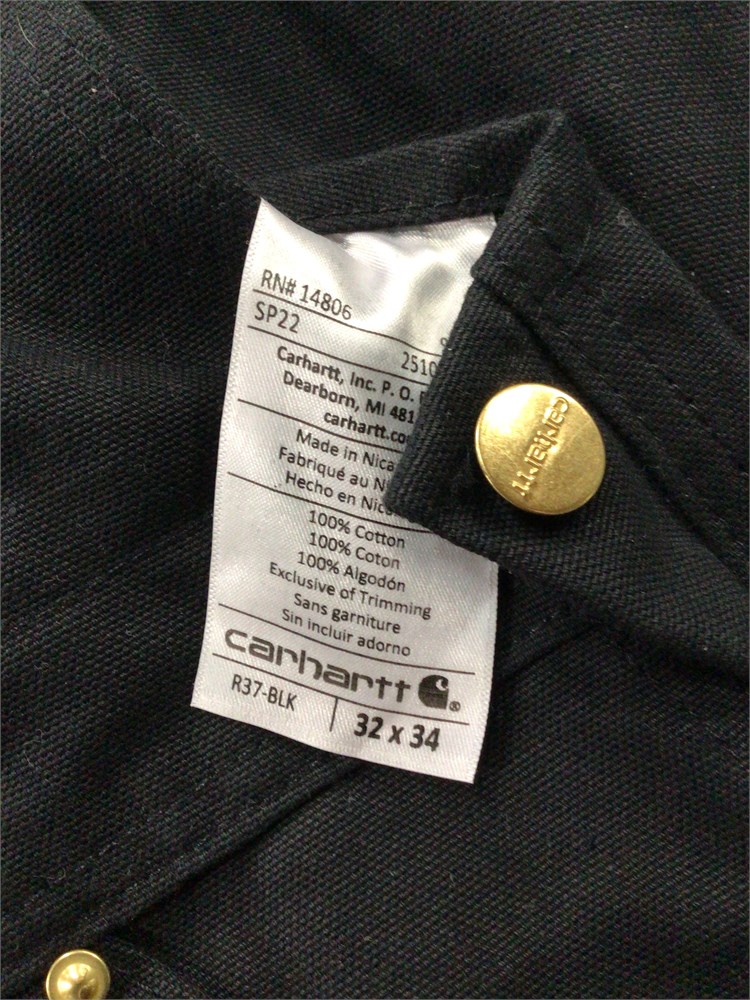 RN# 14806
SP22
2510
Carhartt, Inc. P. O.
Dearborn, MI 481
carhartt.co
Made in Nica
Fabriqué au N
Hecho en Nic
100% Cotton
100% Coton
100% Algodón
Exclusive of Trimming
Sans garniture
Sin incluir adorno
carhartt ®
R37-BLK | 32 x 34
carhartt